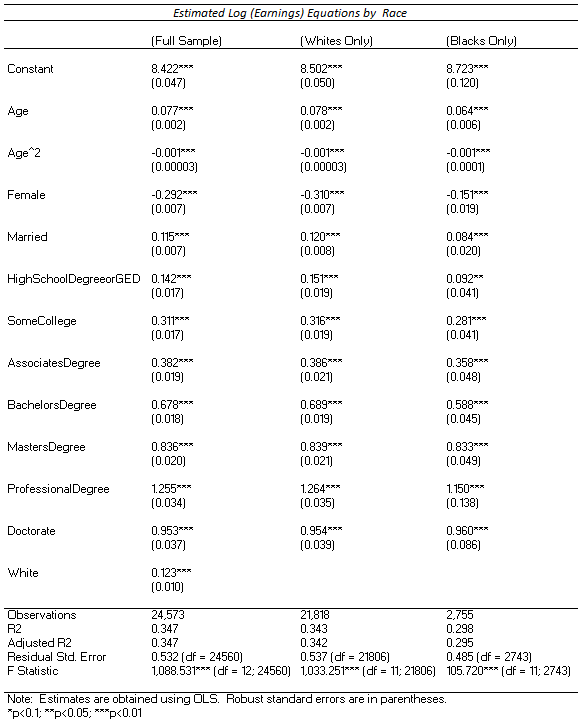 Estimated Log (Earnings) Equations by Race
(Full Sample) (Whites Only) (Blacks Only)
Constant 8.422*** 8.502*** 8.723***
(0.047) (0.050) (0.120)
Age 0.077*** 0.078*** 0.064***
(0.002) (0.002) (0.006)
Age^2 -0.001*** -0.001*** -0.001***
(0.00003) (0.00003) (0.0001)
Female -0.292*** -0.310*** -0.151***
(0.007) (0.007) (0.019)
Married 0.115*** 0.120*** 0.084***
(0.007) (0.008) (0.020)
HighSchoolDegreeorGED 0.142*** 0.151*** 0.092**
(0.017) (0.019) (0.041)
SomeCollege 0.311*** 0.316*** 0.281***
(0.017) (0.019) (0.041)
AssociatesDegree 0.382*** 0.386*** 0.358***
(0.019) (0.021) (0.048)
BachelorsDegree 0.678*** 0.689*** 0.588***
(0.018) (0.019) (0.045)
MastersDegree 0.836*** 0.839*** 0.833***
(0.020) (0.021) (0.049)
ProfessionalDegree 1.255*** 1.264*** 1.150***
(0.034) (0.035) (0.138)
Doctorate 0.953*** 0.954*** 0.960***
(0.037) (0.039) (0.086)
White 0.123***
(0.010)
Observations 24,573 21,818 2,755
R2 0.347 0.343 0.298
Adjusted R2 0.347 0.342 0.295
Residual Std. Error 0.532 (df = 24560) 0.537 (df = 21806) 0.485 (df = 2743)
F Statistic 1,088.531*** (df = 12; 24560) 1,033.251*** (df = 11; 21806) 105.720*** (df = 11; 2743)
Note: Estimates are obtained using OLS. Robust standard errors are in parentheses.
*p<0.1; **p<0.05; ***p<0.01